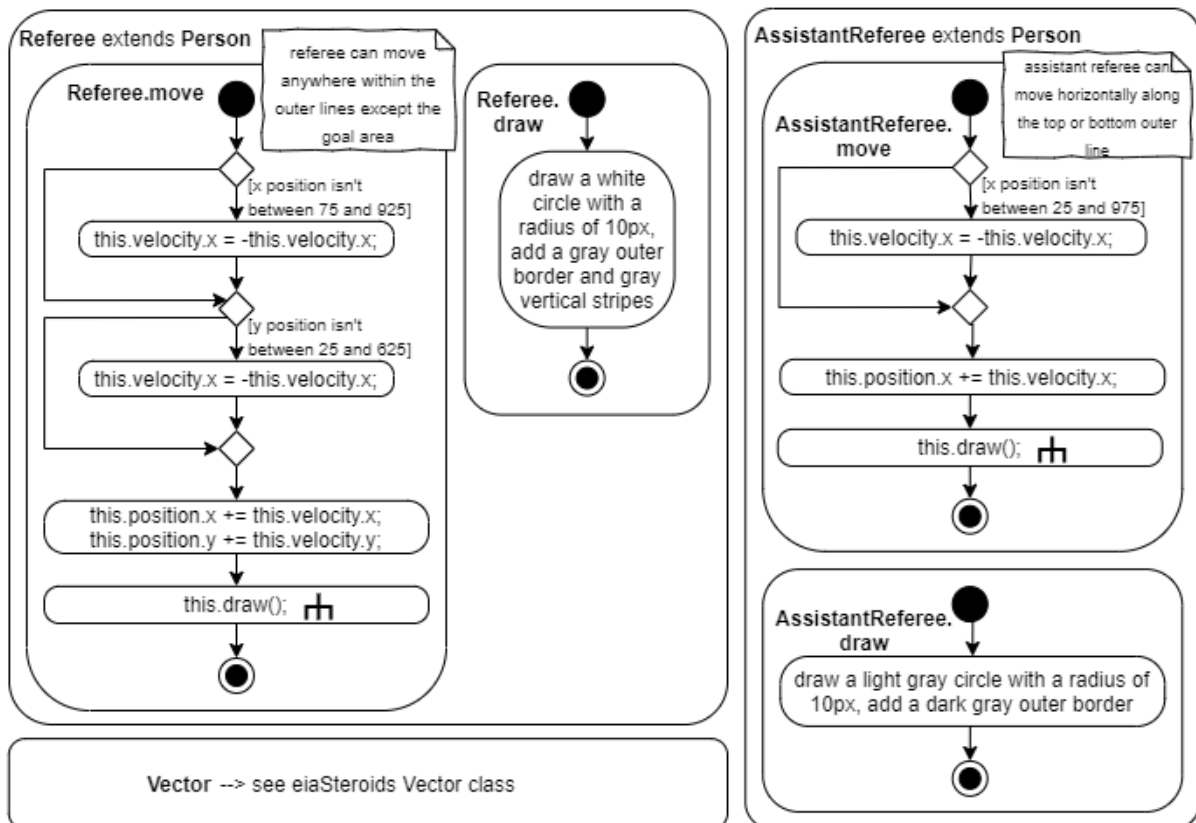 Referee extends Person
referee can move
anywhere within the
outer lines except the
goal area
Referee.move
[x position isn't
between 75 and 925]
this.velocity.x = -this.velocity.x;
[y position isn't
between 25 and 625]
this.velocity.x = -this.velocity.x;
this.position.x += this.velocity.x;
this.position.y += this.velocity.y;
this.draw();
Referee.
draw
draw a white
circle with a
radius of 10px,
add a gray outer
border and gray
vertical stripes
Vector --> see eiaSteroids Vector class
AssistantReferee extends Person
assistant referee can
move horizontally along
the top or bottom outer
line
AssistantReferee.
move
[x position isn't
between 25 and 975]
this.velocity.x = -this.velocity.x;
this.position.x += this.velocity.x;
this.draw();
AssistantReferee.
draw
draw a light gray circle with a radius of
10px, add a dark gray outer border